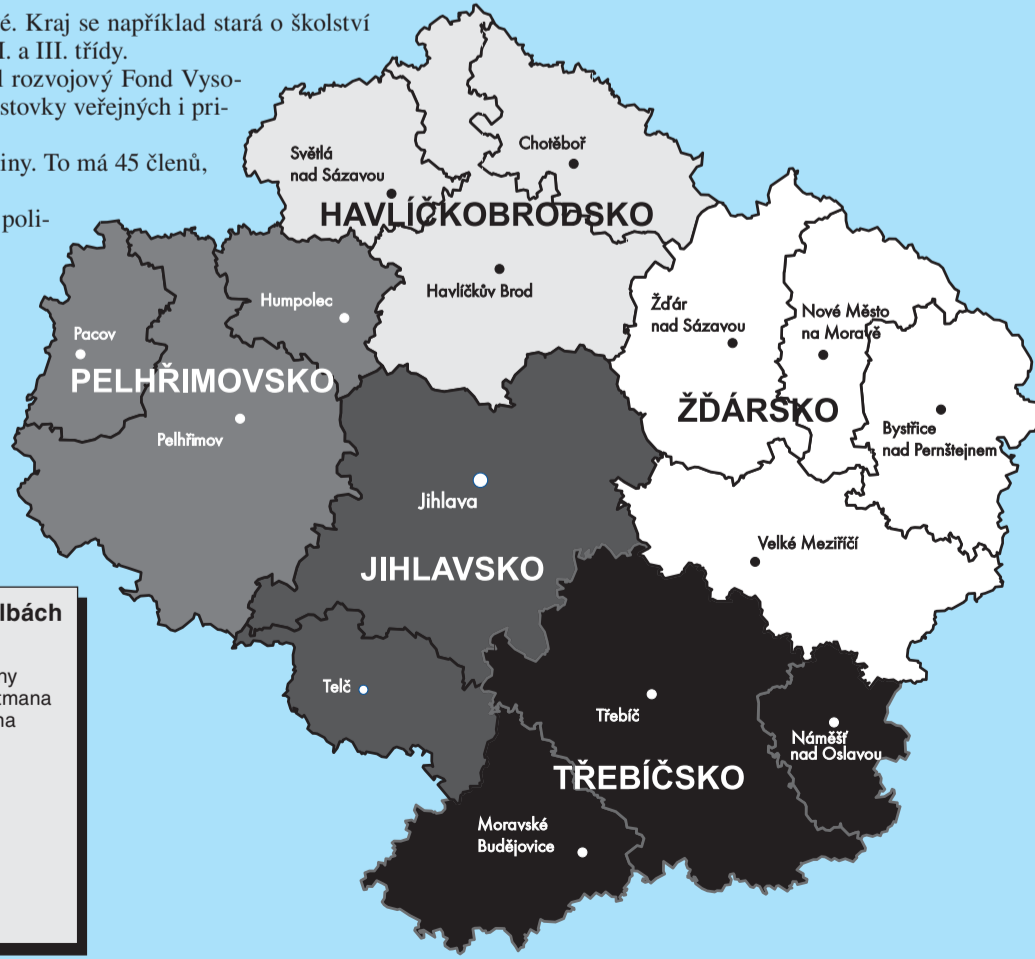 é. Kraj se například stará o školství
I. a III. třídy.
l rozvojový Fond Vyso-
stovky veřejných i pri-
iny. To má 45 členů,
poli-
Světlá
nad Sázavou
Chotěboř
HAVLÍČKOBRODSKO
Havlíčkův Brod
Humpolec
Pacov
PELHŘIMOVSKO
Pelhřimov
Žďár
nad Sázavou
Nové Město
na Moravě
ŽĎÁRSKO
Bystřice
nad Pernštejnem
Jihlava
JIHLAVSKO
Velké Meziříčí
Telč
Třebíč
Náměšť
nad Oslavou
TŘEBÍČSKO
Moravské
Budějovice
lbách
ny
tmana
na